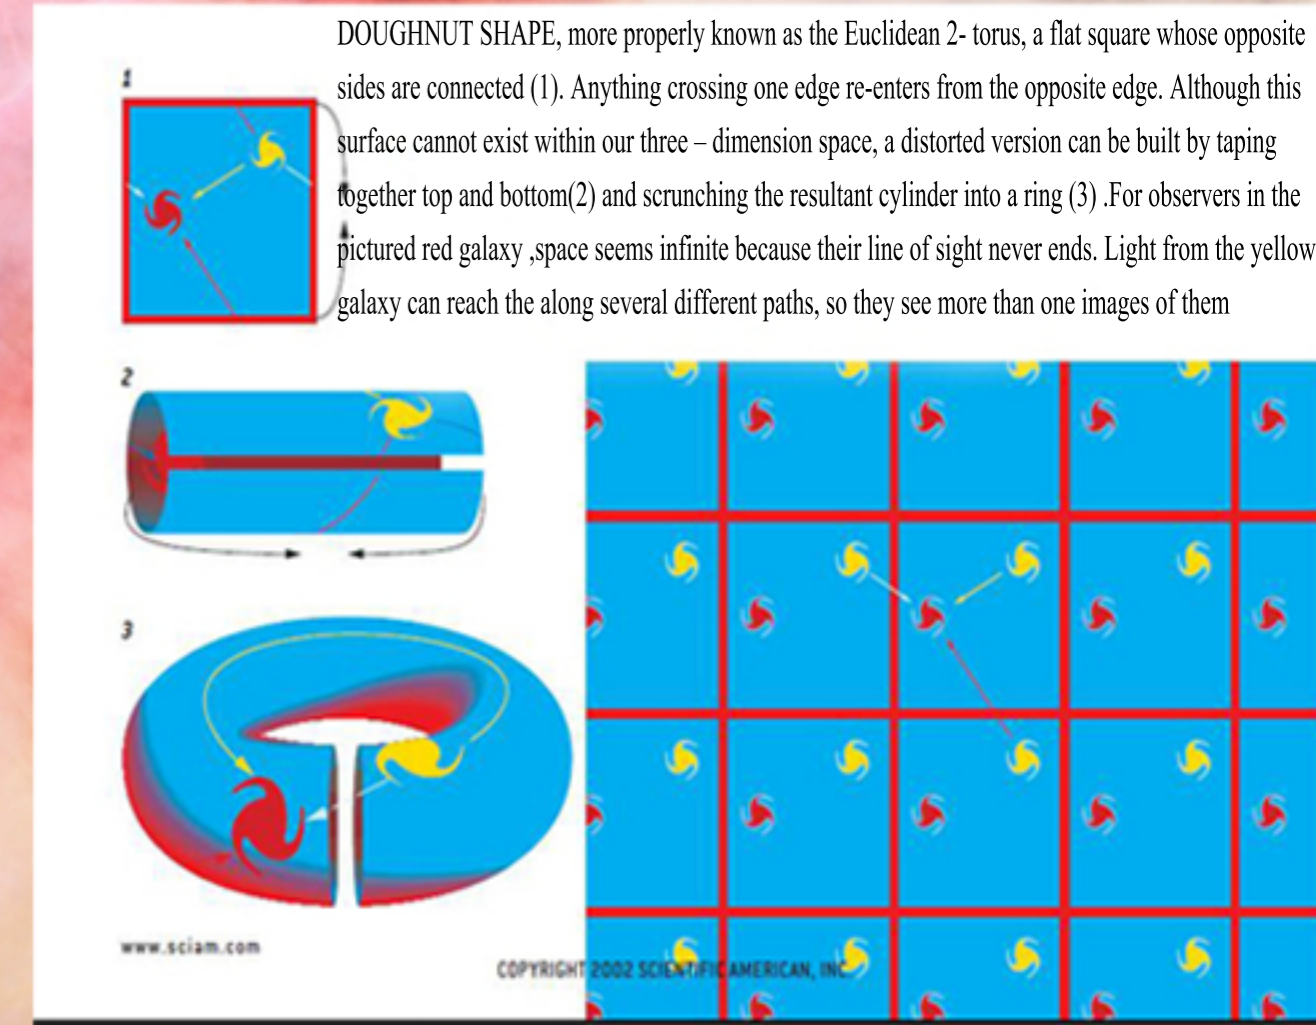 DOUGHNUT SHAPE, more properly known as the Euclidean 2- torus, a flat square whose opposite
sides are connected (1). Anything crossing one edge re-enters from the opposite edge. Although this
surface cannot exist within our three – dimension space, a distorted version can be built by taping
together top and bottom(2) and scrunching the resultant cylinder into a ring (3) .For observers in the
pictured red galaxy ,space seems infinite because their line of sight never ends. Light from the yellow
galaxy can reach the along several different paths, so they see more than one images of them
1
2
3
www.sciam.com
COPYRIGHT 2002 SCIENTIFIC AMERICAN, INC.